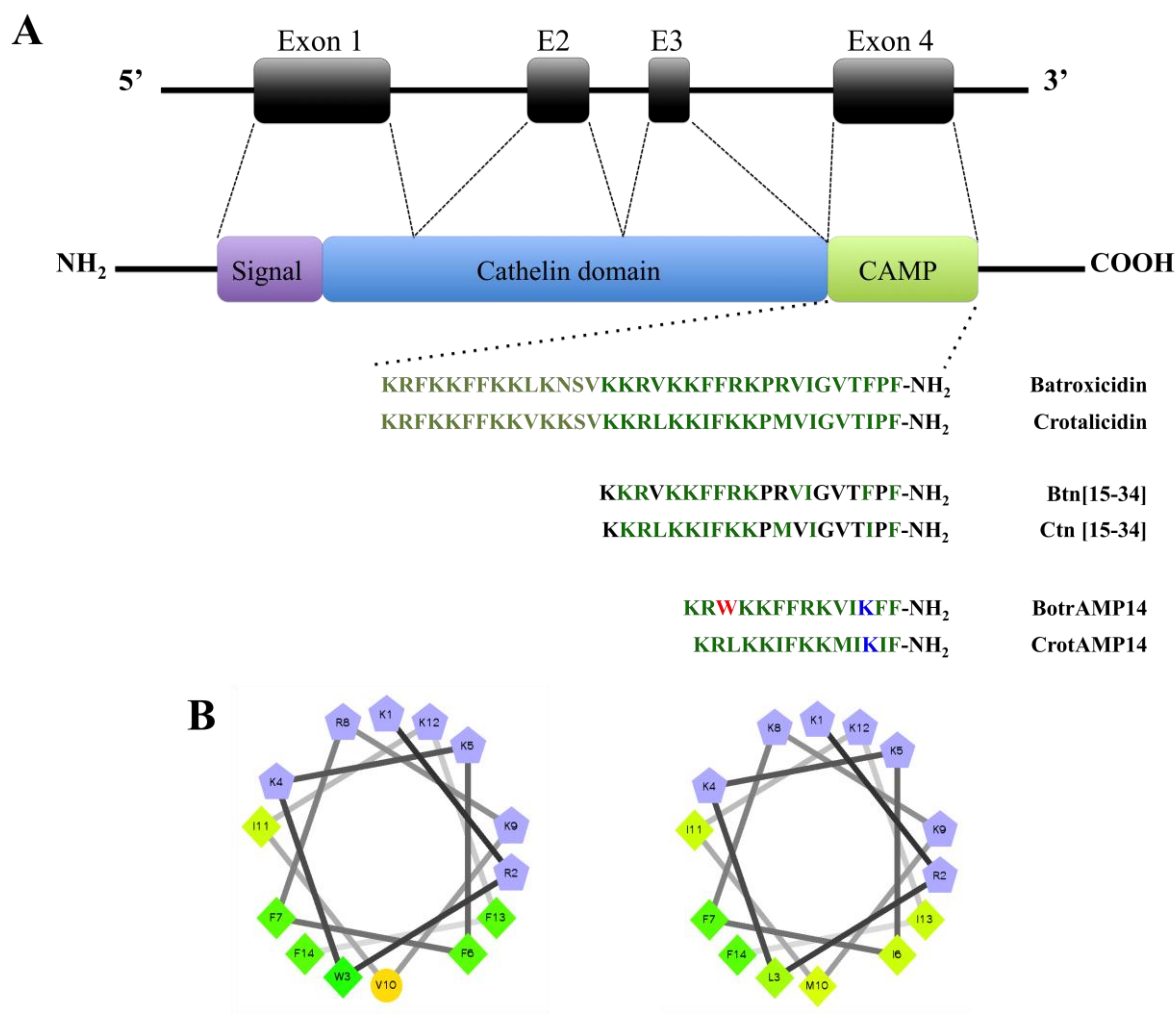 A
Exon 1 E2 E3 Exon 4
5’ 3’
NH2 Signal Cathelin domain CAMP COOH
KRFKKFFKKLKNSVKKRVKKFFRKPRVIGVTFPF-NH2 Batroxicidin
KRFKKFFKKVKKSVKKRLKKIFKKPMVIGVTIPF-NH2 Crotalicidin
KKRVKKFFRKPRVIGVTFPF-NH2 Btn[15-34]
KKRLKKIFKKPMVIGVTIPF-NH2 Ctn [15-34]
KRWKKFFRKVIKFF-NH2 BotrAMP14
KRLKKIFKKMIKIF-NH2 CrotAMP14
B
R8 K1 K12 K5 K4 K9 I11 R2 F7 F13 F14 F6 W3 V10
K8 K1 K12 K5 K4 K9 I11 R2 F7 I13 F14 I6 L3 M10